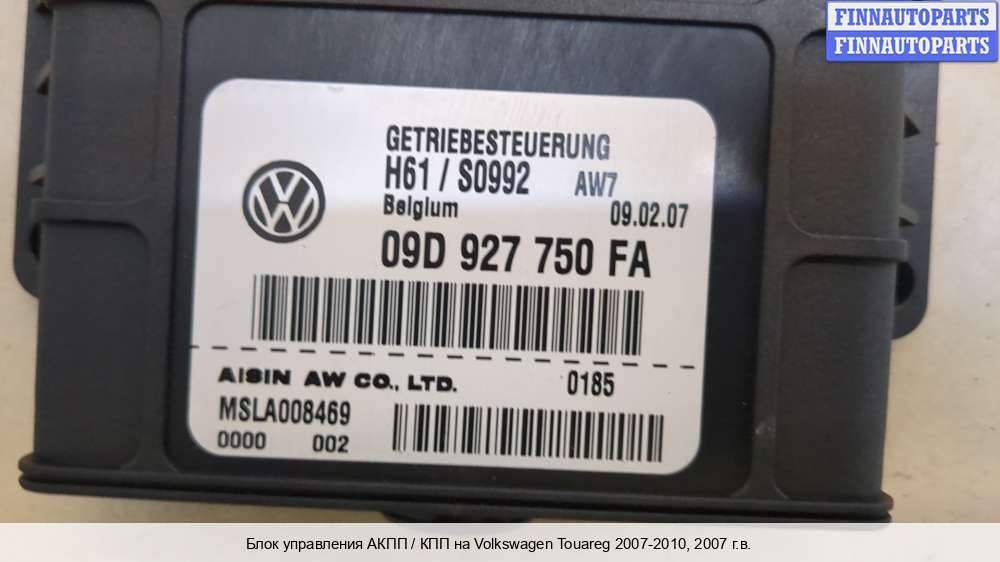 FINNAUTOPARTS
FINNAUTOPARTS
GETRIEBESTEUERUNG
H61 / S0992 AW7
Belgium 09.02.07
09D 927 750 FA
AISIN AW CO., LTD. 0185
MSLA008469
0000 002
Блок управления АКПП / КПП на Volkswagen Touareg 2007-2010, 2007 г.в.